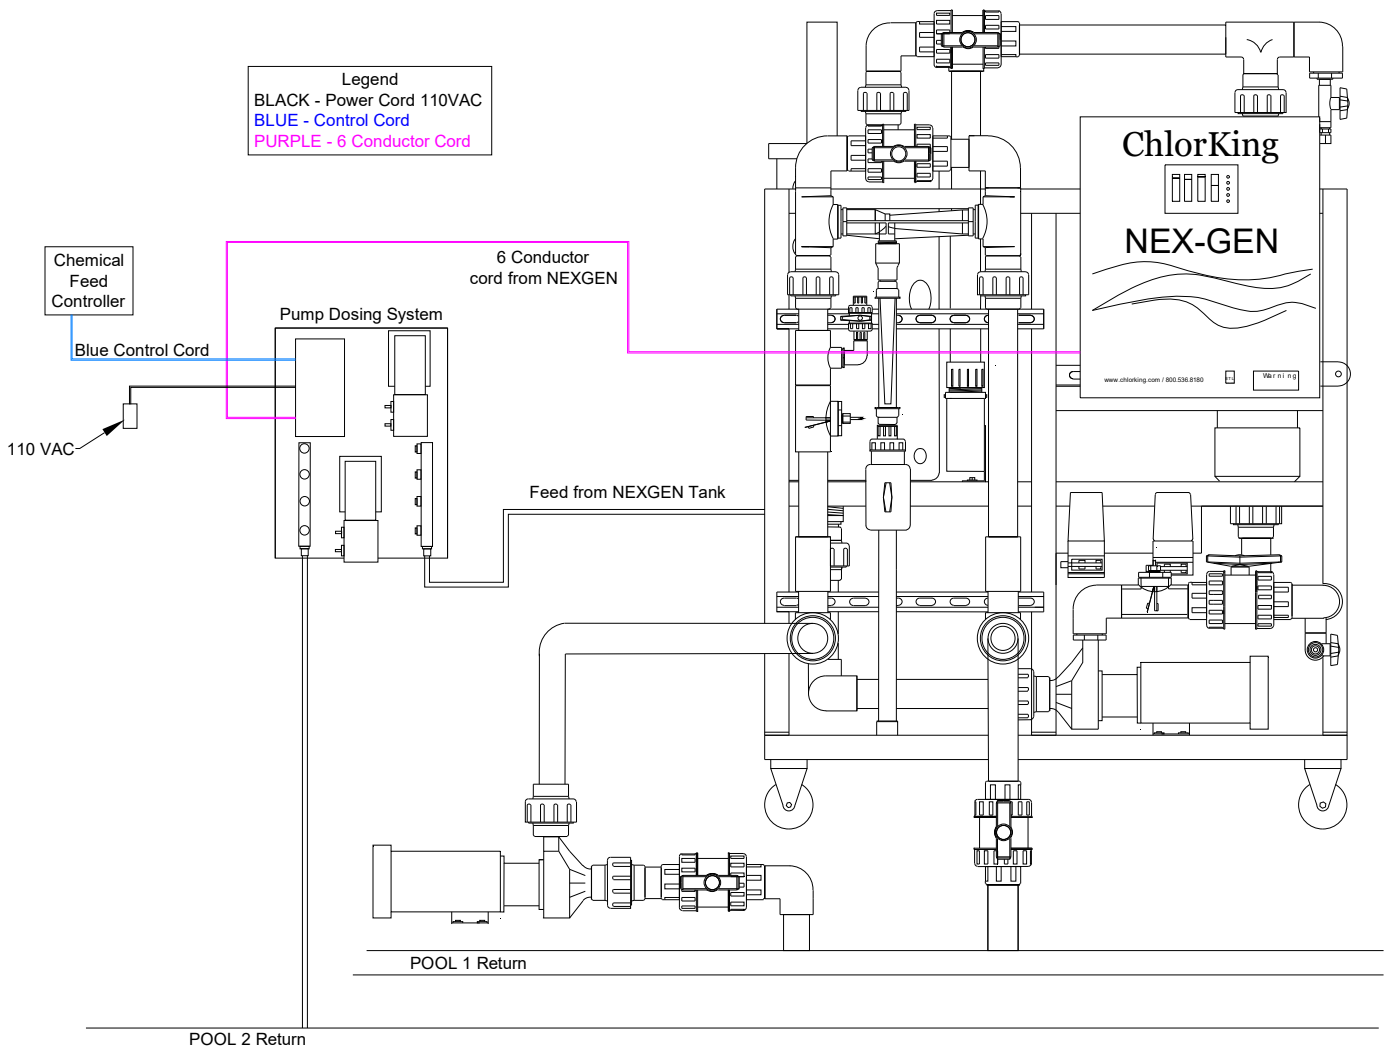 Legend
BLACK - Power Cord 110VAC
BLUE - Control Cord
PURPLE - 6 Conductor Cord
ChlorKing
NEX-GEN
www.chlorking.com / 800.536.8180
Warning
Chemical
Feed
Controller
6 Conductor
cord from NEXGEN
Pump Dosing System
Blue Control Cord
110 VAC
Feed from NEXGEN Tank
POOL 1 Return
POOL 2 Return